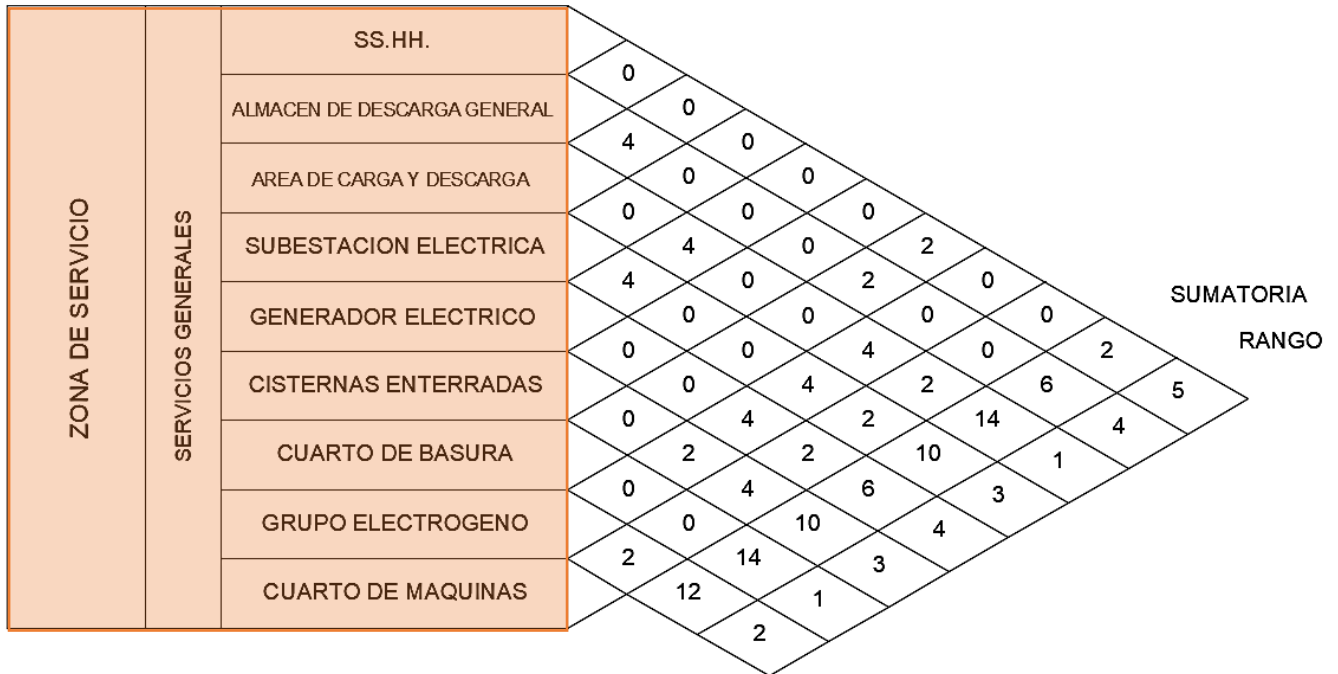 ZONA DE SERVICIO
SERVICIOS GENERALES
SS.HH.
0
ALMACEN DE DESCARGA GENERAL 0
4 0
AREA DE CARGA Y DESCARGA 0 0
0 0 0
SUBESTACION ELECTRICA 4 0 2
4 0 2 0
SUMATORIA
GENERADOR ELECTRICO 0 0 0 0
RANGO
0 0 4 0 2
CISTERNAS ENTERRADAS 0 4 2 6 5
0 4 2 14 4
CUARTO DE BASURA 2 2 10 1
0 4 6 3
GRUPO ELECTROGENO 0 10 4
2 14 3
CUARTO DE MAQUINAS 12 1
2